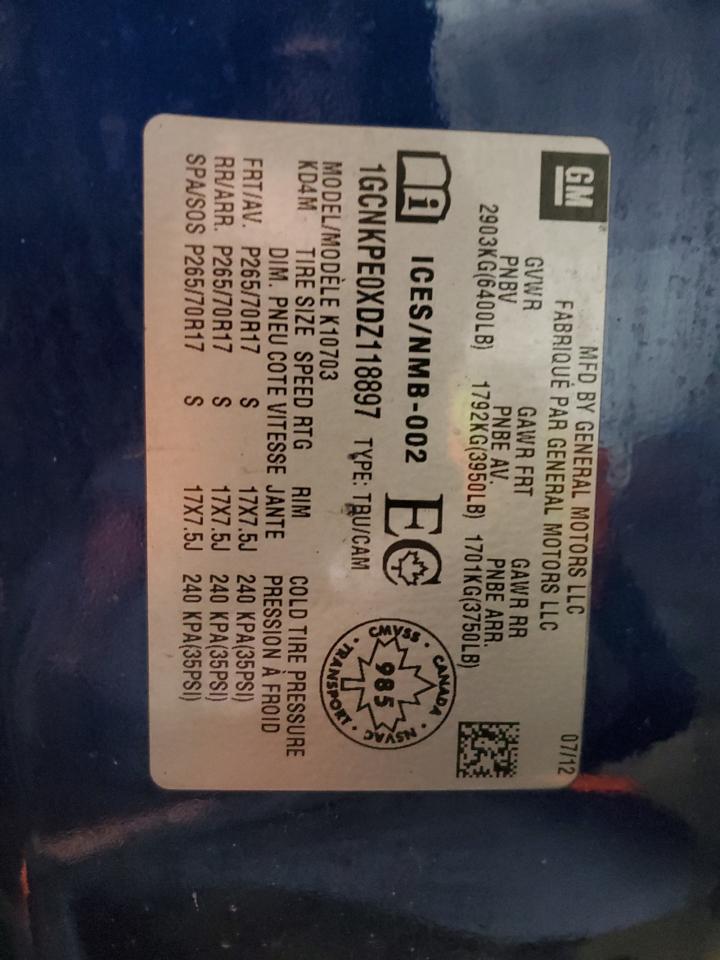 GM
MFD BY GENERAL MOTORS LLC 07/12
FABRIQUÉ PAR GENERAL MOTORS LLC
GVWR GAWR FRT GAWR RR
PNBV PNBE AV. PNBE ARR.
2903KG(6400LB) 1792KG(3950LB) 1701KG(3750LB)
i ICES/NMB-002 EC
CANADA · NSVAC · TRANSPORT · CMVSS ·
985
1GCNKPE0XDZ118897 TYPE: TRU/CAM
MODEL/MODÈLE K10703
KD4M TIRE SIZE SPEED RTG RIM COLD TIRE PRESSURE
DIM. PNEU COTE VITESSE JANTE PRESSION À FROID
FRT/AV. P265/70R17 S 17X7.5J 240 KPA(35PSI)
RR/ARR. P265/70R17 S 17X7.5J 240 KPA(35PSI)
SPA/SOS P265/70R17 S 17X7.5J 240 KPA(35PSI)